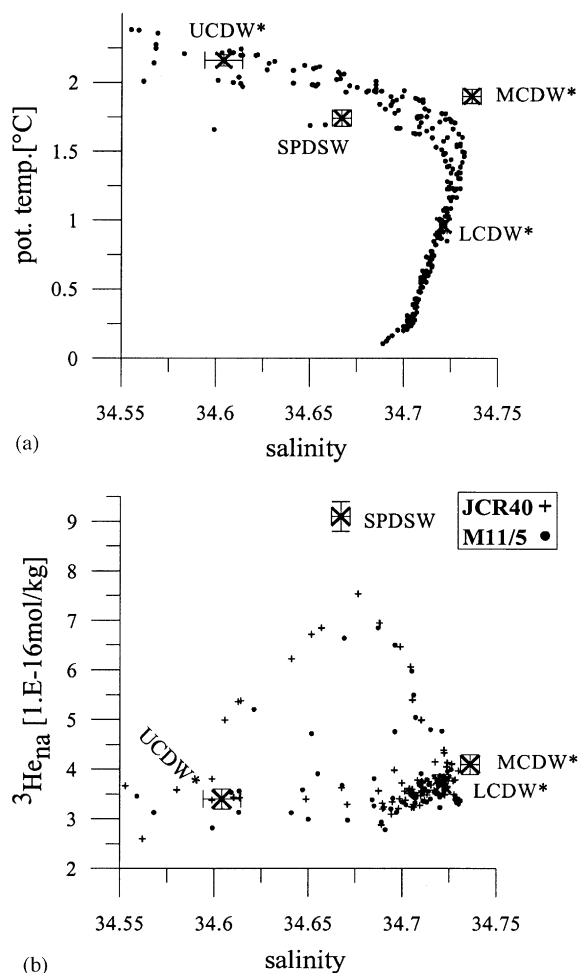 (a)
pot. temp.[°C]
2
1.5
1
0.5
0
UCDW*
MCDW*
SPDSW
LCDW*
34.55
34.6
34.65
34.7
34.75
salinity
(b)
³Heₙₐ [1.E-16mol/kg]
9
8
7
6
5
4
3
2
SPDSW
JCR40 +
M11/5 •
UCDW*
MCDW*
LCDW*
34.55
34.6
34.65
34.7
34.75
salinity